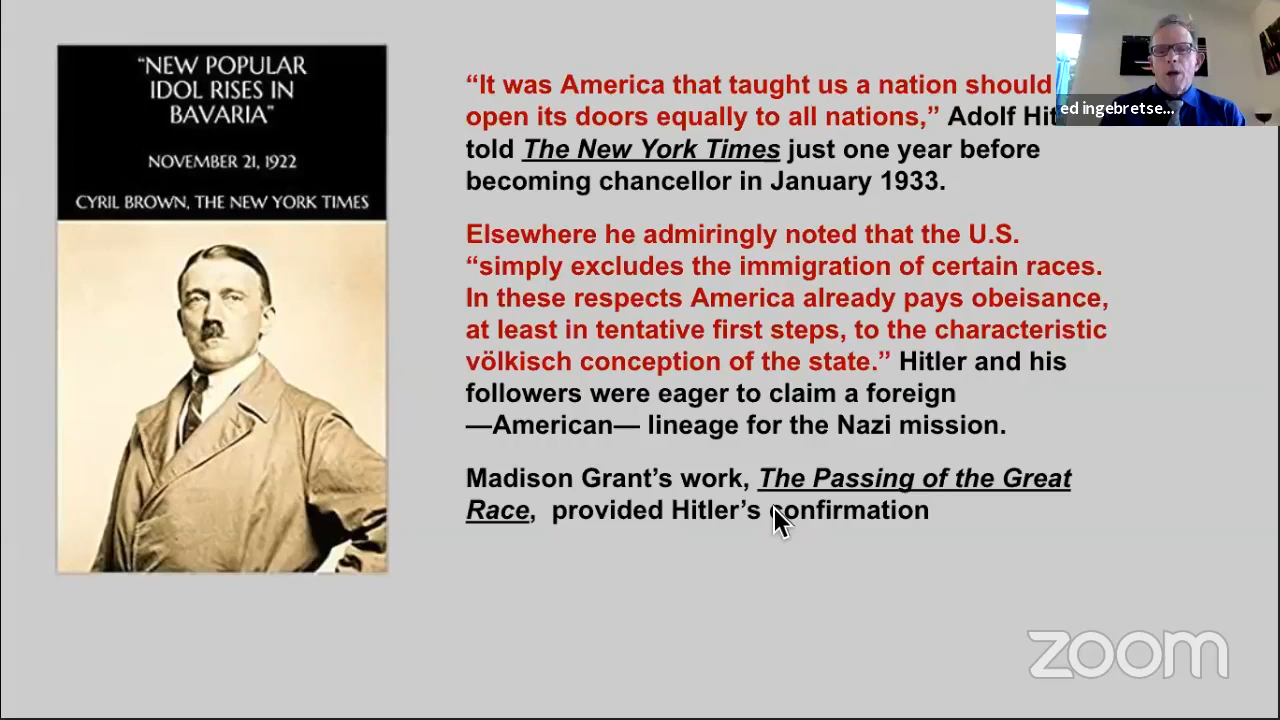 “NEW POPULAR
IDOL RISES IN
BAVARIA”
NOVEMBER 21, 1922
CYRIL BROWN, THE NEW YORK TIMES
“It was America that taught us a nation should
open its doors equally to all nations,” Adolf Hit
told The New York Times just one year before
becoming chancellor in January 1933.
Elsewhere he admiringly noted that the U.S.
“simply excludes the immigration of certain races.
In these respects America already pays obeisance,
at least in tentative first steps, to the characteristic
völkisch conception of the state.” Hitler and his
followers were eager to claim a foreign
—American— lineage for the Nazi mission.
Madison Grant’s work, The Passing of the Great
Race, provided Hitler’s confirmation
ed ingebretse...
zoom